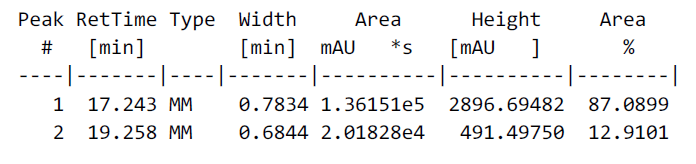 Peak RetTime Type  Width     Area      Height     Area
  #   [min]        [min]  mAU   *s   [mAU   ]      %
----|-------|----|-------|----------|----------|--------|
   1  17.243 MM    0.7834 1.36151e5  2896.69482  87.0899
   2  19.258 MM    0.6844 2.01828e4   491.49750  12.9101